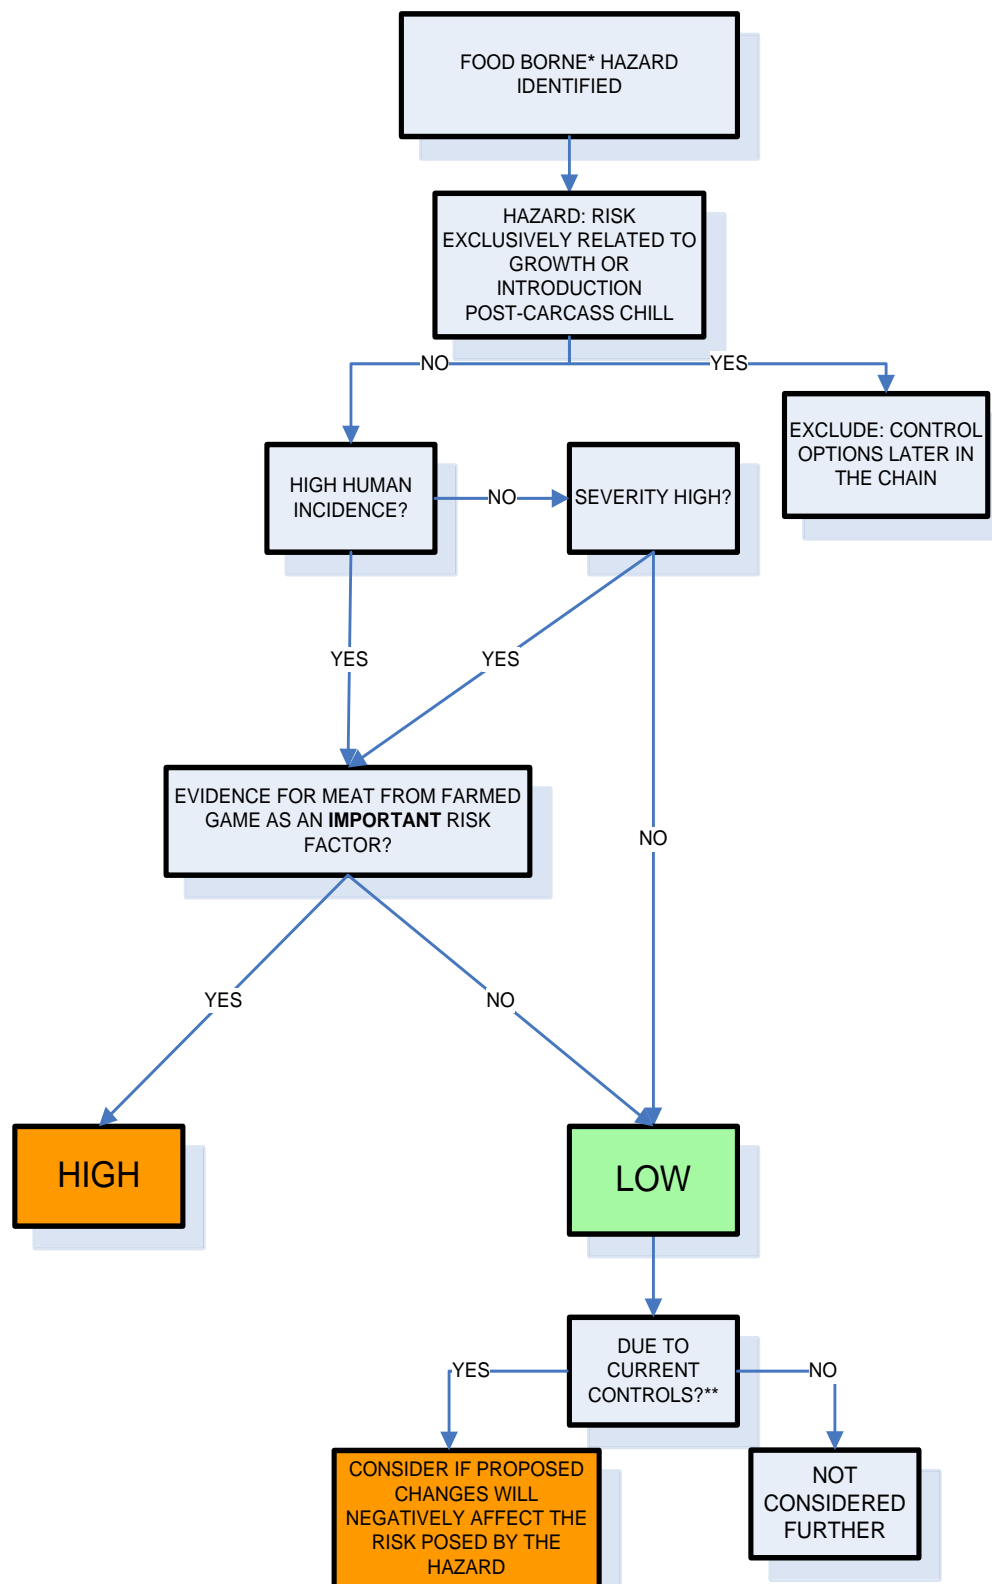 FOOD BORNE* HAZARD
IDENTIFIED
HAZARD: RISK
EXCLUSIVELY RELATED TO
GROWTH OR
INTRODUCTION
POST-CARCASS CHILL
NO
YES
EXCLUDE: CONTROL
OPTIONS LATER IN
THE CHAIN
HIGH HUMAN
INCIDENCE?
NO
SEVERITY HIGH?
YES
YES
EVIDENCE FOR MEAT FROM FARMED
GAME AS AN IMPORTANT RISK
FACTOR?
NO
YES
NO
HIGH
LOW
DUE TO
CURRENT
CONTROLS?**
YES
NO
CONSIDER IF PROPOSED
CHANGES WILL
NEGATIVELY AFFECT THE
RISK POSED BY THE
HAZARD
NOT
CONSIDERED
FURTHER